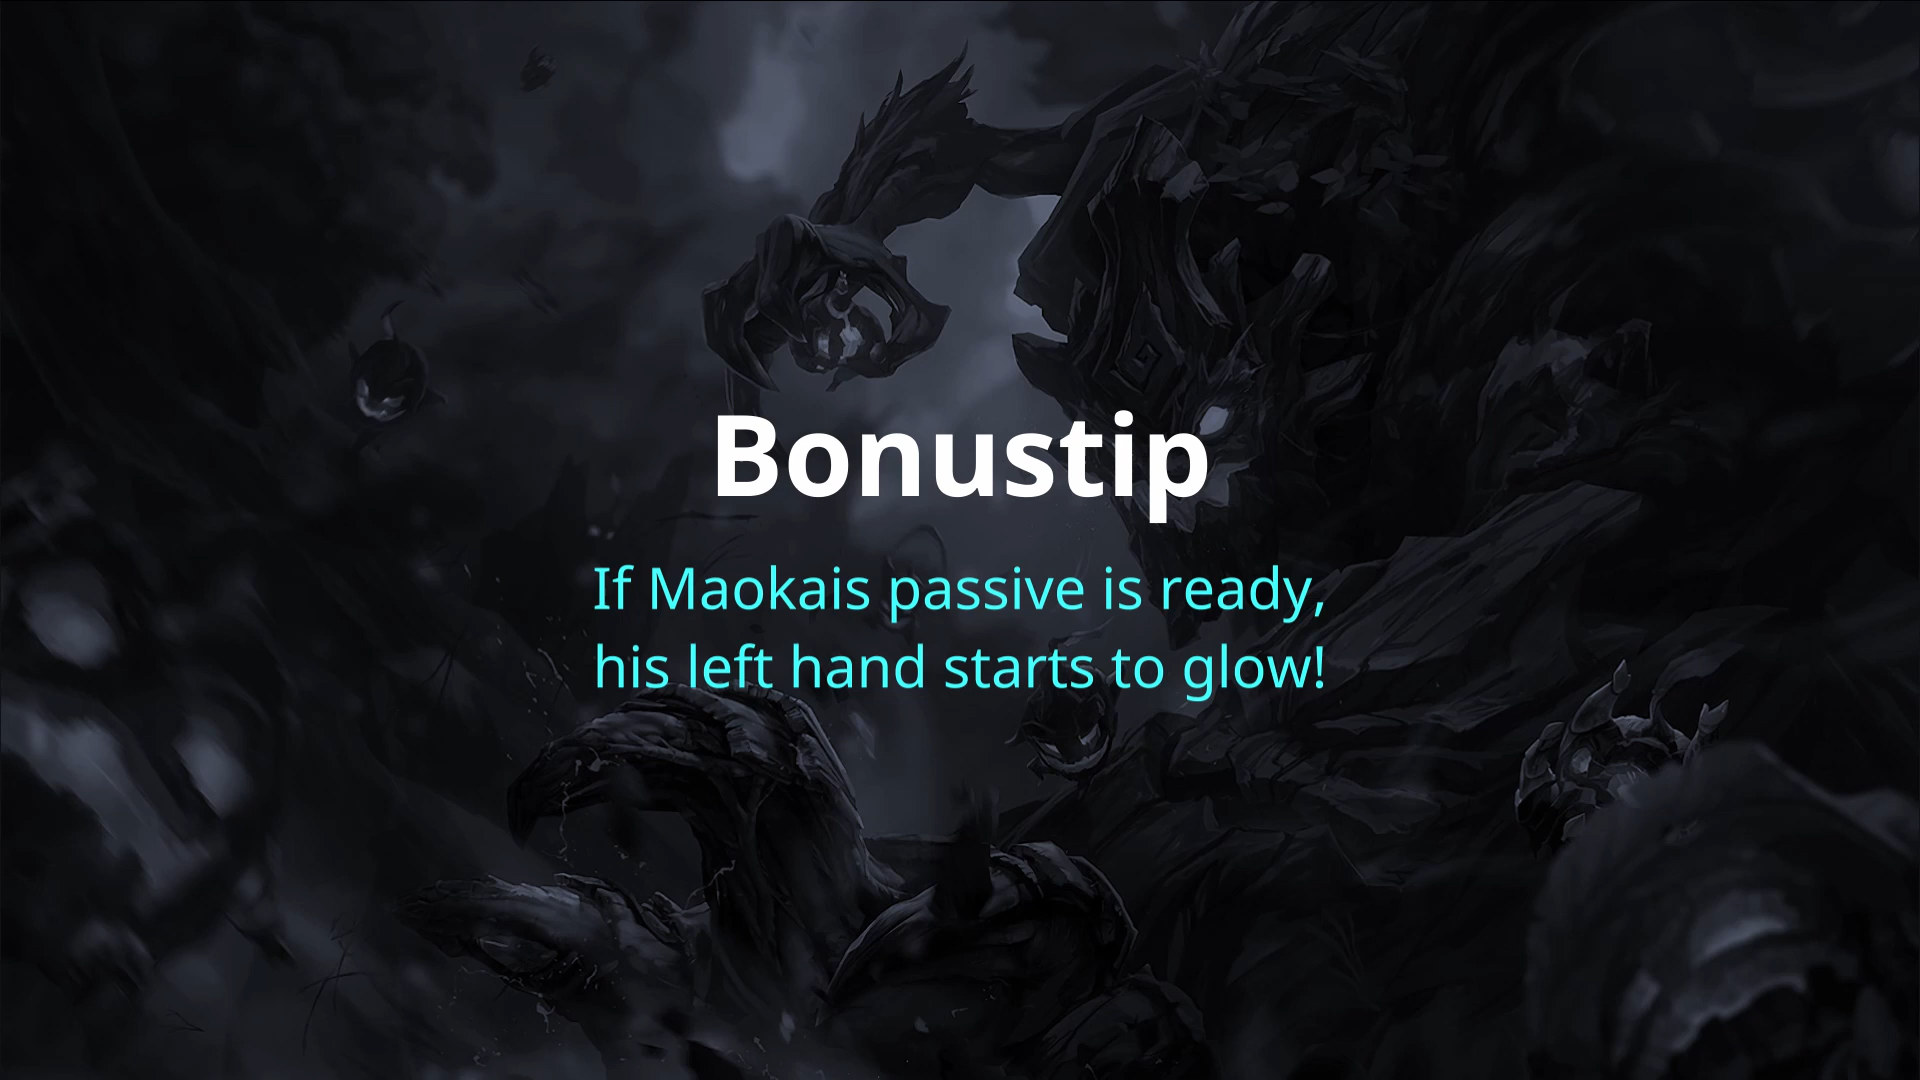 Bonustip
If Maokais passive is ready,
his left hand starts to glow!